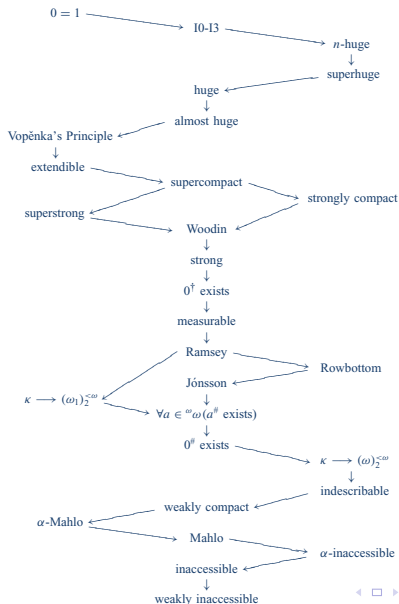 0 = 1
I0-I3
n-huge
superhuge
huge
almost huge
Vopěnka's Principle
extendible
supercompact
strongly compact
superstrong
Woodin
strong
0† exists
measurable
Ramsey
Rowbottom
Jónsson
κ ⟶ (ω₁)₂^{<ω}
∀a ∈ ^ωω(a^# exists)
0^# exists
κ ⟶ (ω)₂^{<ω}
indescribable
weakly compact
α-Mahlo
Mahlo
α-inaccessible
inaccessible
weakly inaccessible